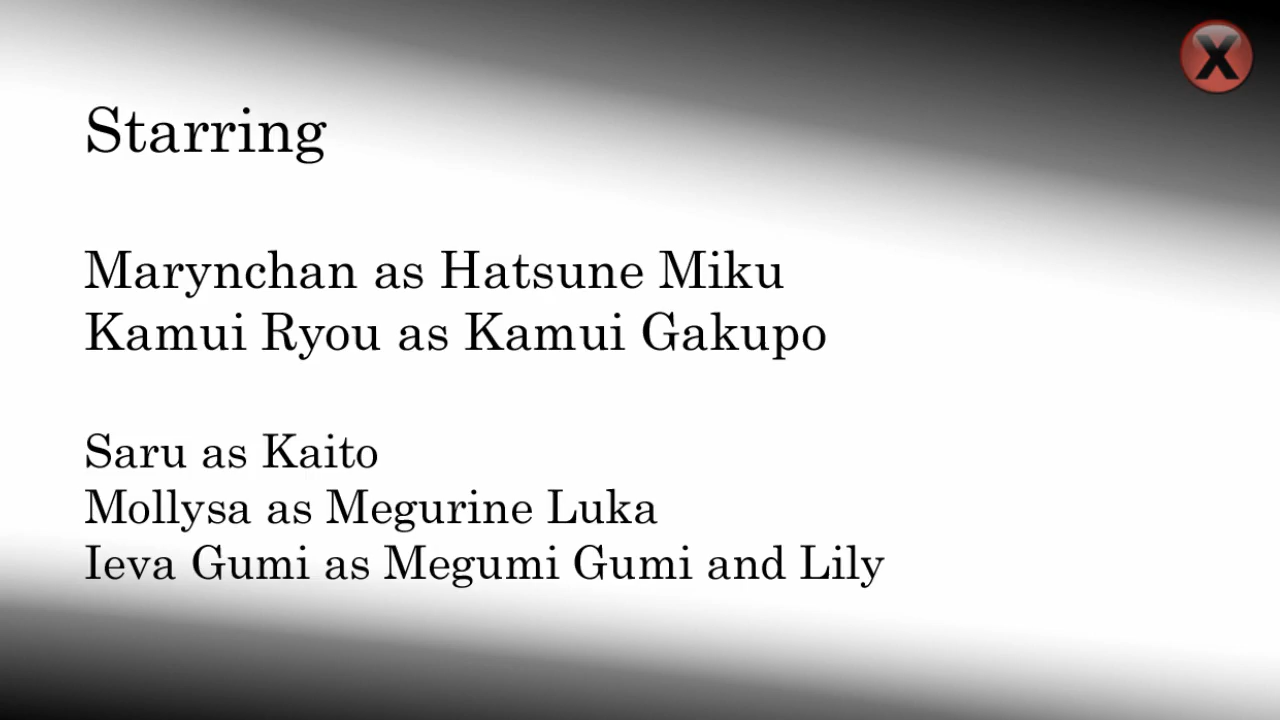 X
Starring
Marynchan as Hatsune Miku
Kamui Ryou as Kamui Gakupo
Saru as Kaito
Mollysa as Megurine Luka
Ieva Gumi as Megumi Gumi and Lily